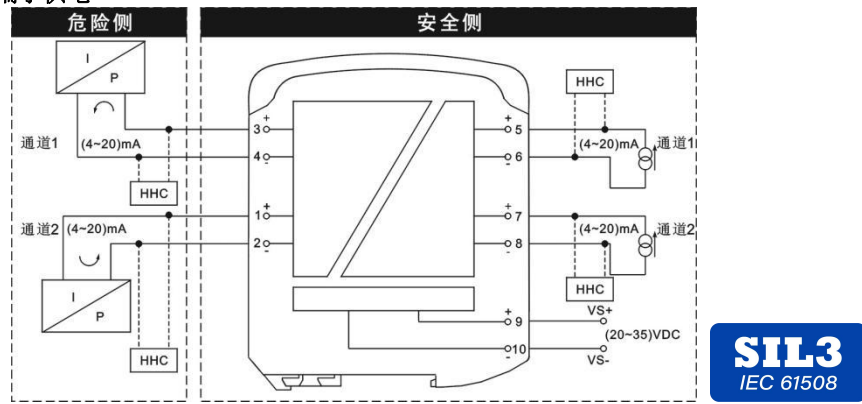 危险侧
安全侧
I
P
通道1
(4~20)mA
HHC
3
+
4
-
通道2
(4~20)mA
1
+
2
-
I
P
HHC
HHC
+
5
6
-
(4~20)mA
通道1
+
7
8
-
(4~20)mA
通道2
HHC
+
9
10
-
VS+
(20~35)VDC
VS-
SIL3
IEC 61508